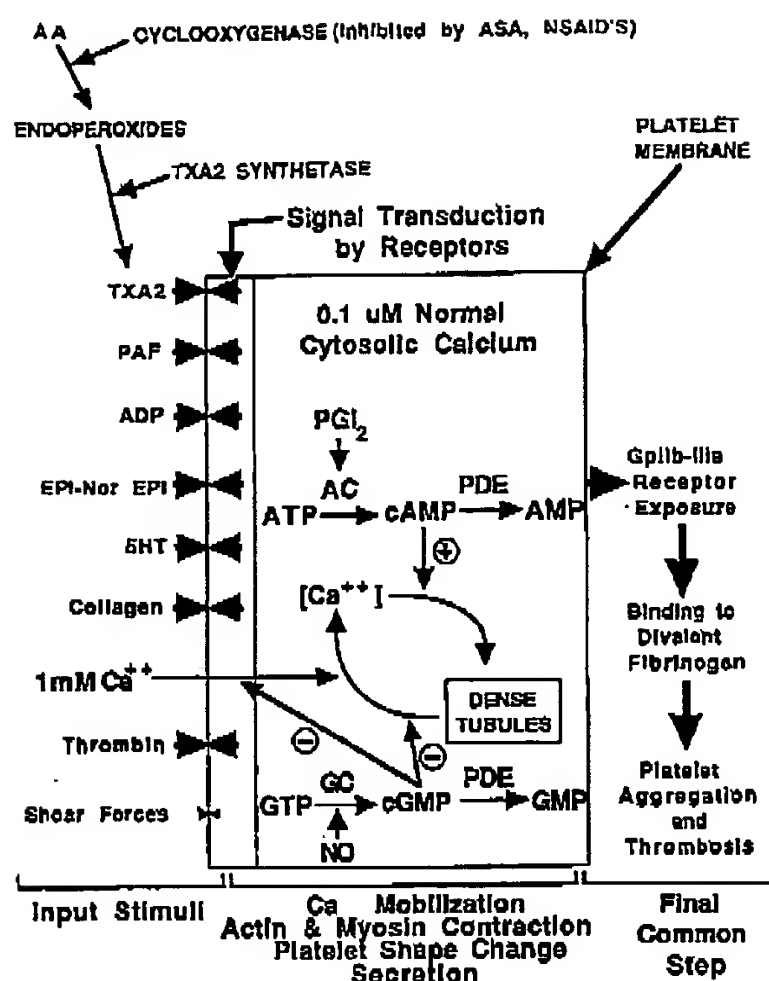 AA
CYCLOOXYGENASE (Inhibited by ASA, NSAID'S)
ENDOPEROXIDES
TXA2 SYNTHETASE
PLATELET
MEMBRANE
Signal Transduction
by Receptors
TXA2
PAF
ADP
EPI-Nor EPI
5HT
Collagen
1mM Ca++
Thrombin
Shear Forces
0.1 uM Normal
Cytosolic Calcium
PGI2
AC
ATP
cAMP
PDE
AMP
+
[Ca++]
DENSE
TUBULES
−
−
GC
GTP
cGMP
PDE
GMP
NO
GpIIb-IIIa
Receptor
Exposure
Binding to
Divalent
Fibrinogen
Platelet
Aggregation
and
Thrombosis
Input Stimuli
Ca Mobilization
Actin & Myosin Contraction
Platelet Shape Change
Secretion
Final
Common
Step